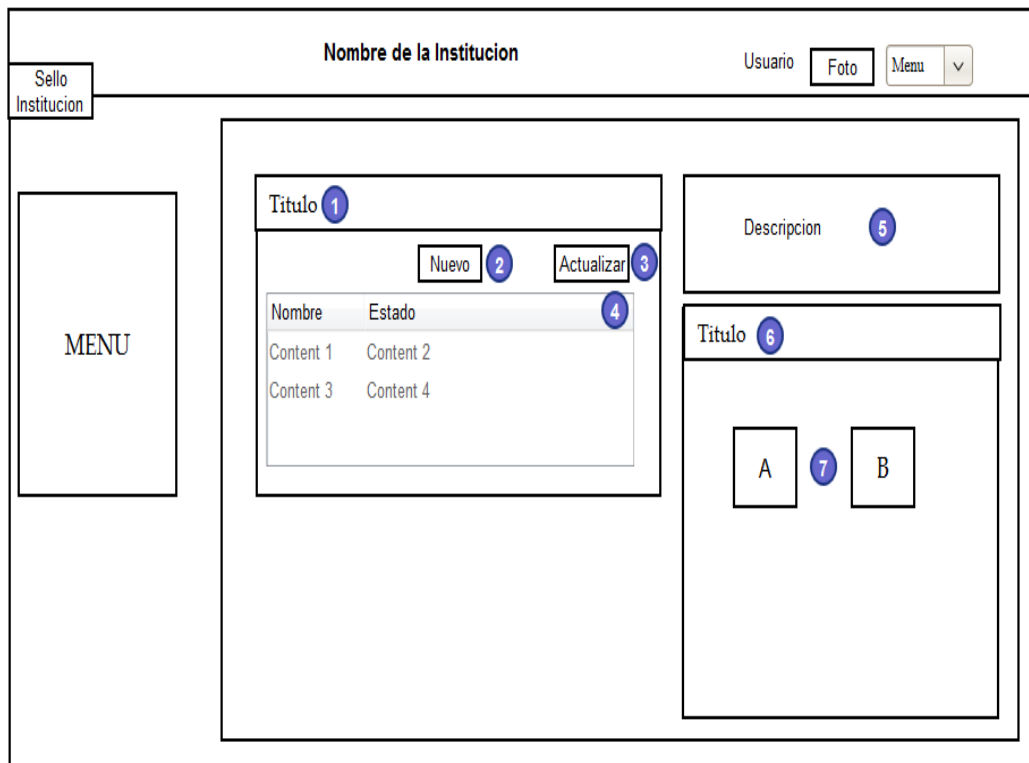 Nombre de la Institucion
Usuario
Foto
Menu
Sello
Institucion
MENU
Titulo 1
Nuevo 2
Actualizar 3
Nombre Estado 4
Content 1 Content 2
Content 3 Content 4
Descripcion 5
Titulo 6
A 7 B